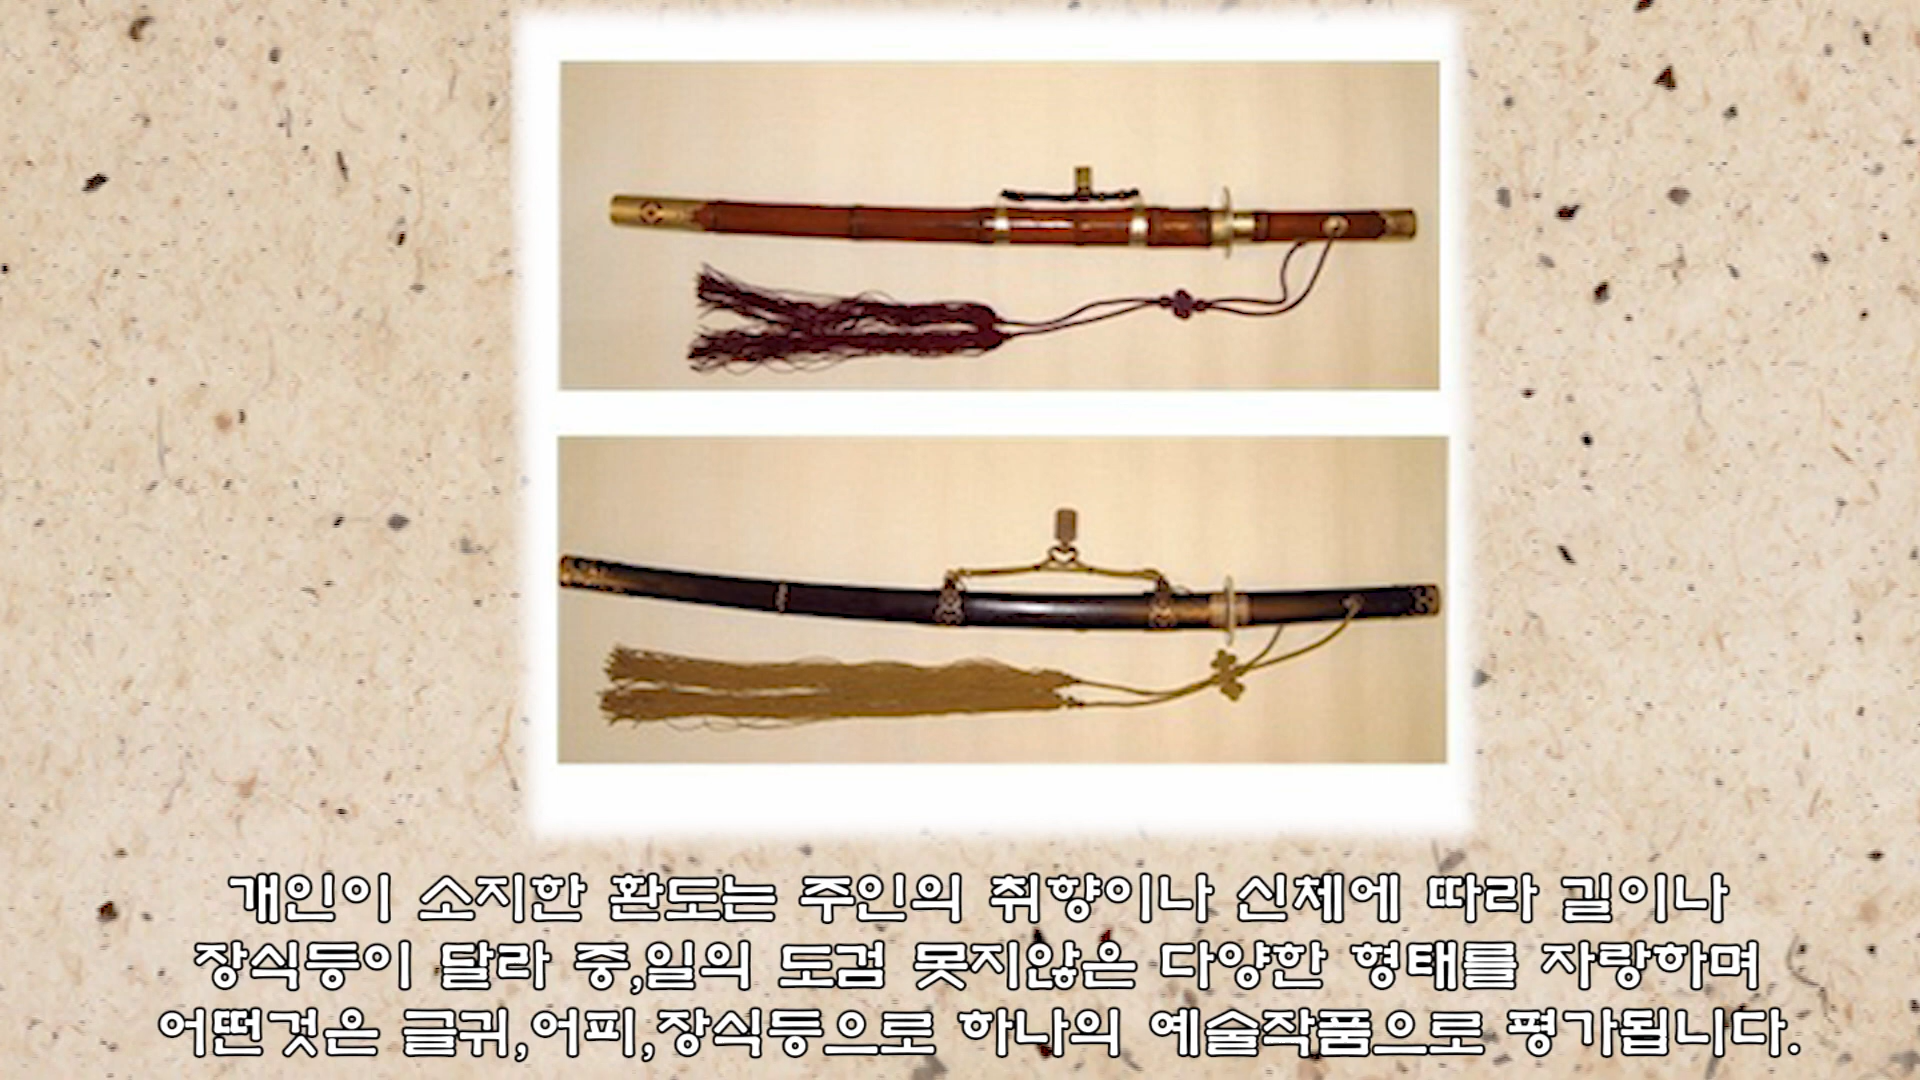 개인이 소지한 환도는 주인의 취향이나 신체에 따라 길이나
장식등이 달라 중,일의 도검 못지않은 다양한 형태를 자랑하며
어떤것은 글귀,어피,장식등으로 하나의 예술작품으로 평가됩니다.